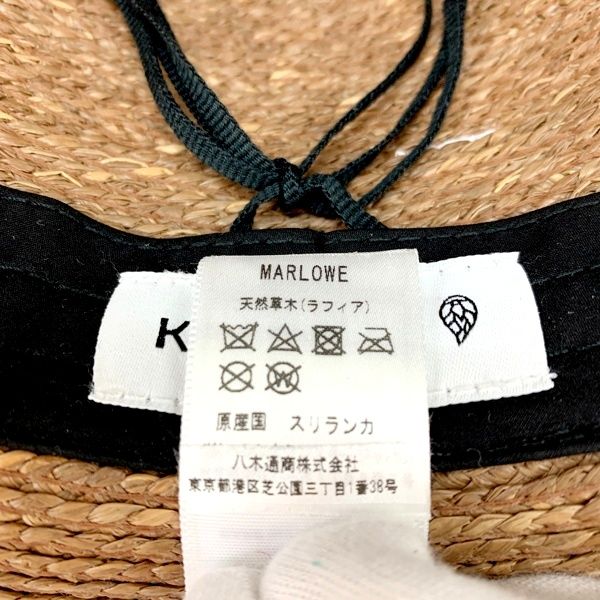 MARLOWE
天然草木(ラフィア)
K
原産国 スリランカ
八木通商株式会社
東京都港区芝公園三丁目1番38号